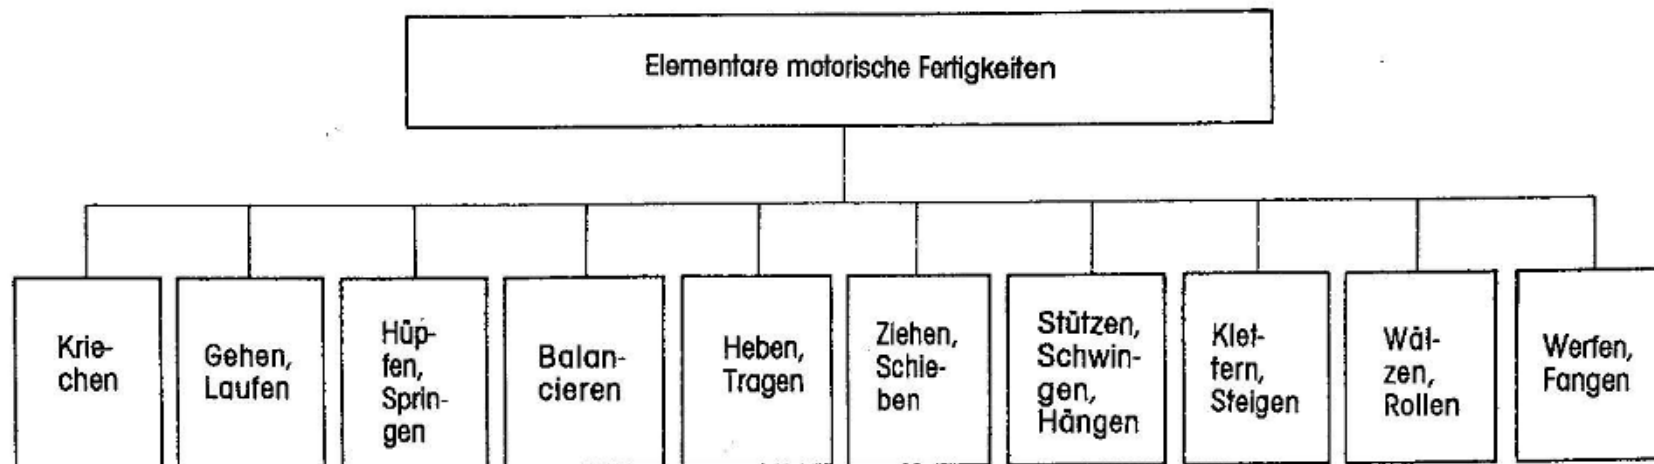 Elementare motorische Fertigkeiten
Krie-
chen
Gehen,
Laufen
Hüp-
fen,
Sprin-
gen
Balan-
cieren
Heben,
Tragen
Ziehen,
Schie-
ben
Stützen,
Schwin-
gen,
Hängen
Klet-
tern,
Steigen
Wäl-
zen,
Rollen
Werfen,
Fangen